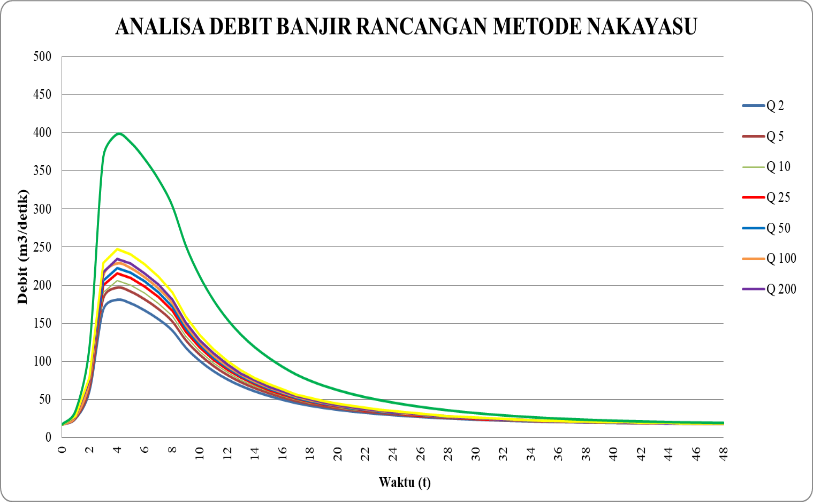 ANALISA DEBIT BANJIR RANCANGAN METODE NAKAYASU
500
450
400
350
300
250
200
150
100
50
0
Debit (m3/detik)
0 2 4 6 8 10 12 14 16 18 20 22 24 26 28 30 32 34 36 38 40 42 44 46 48
Waktu (t)
Q 2
Q 5
Q 10
Q 25
Q 50
Q 100
Q 200